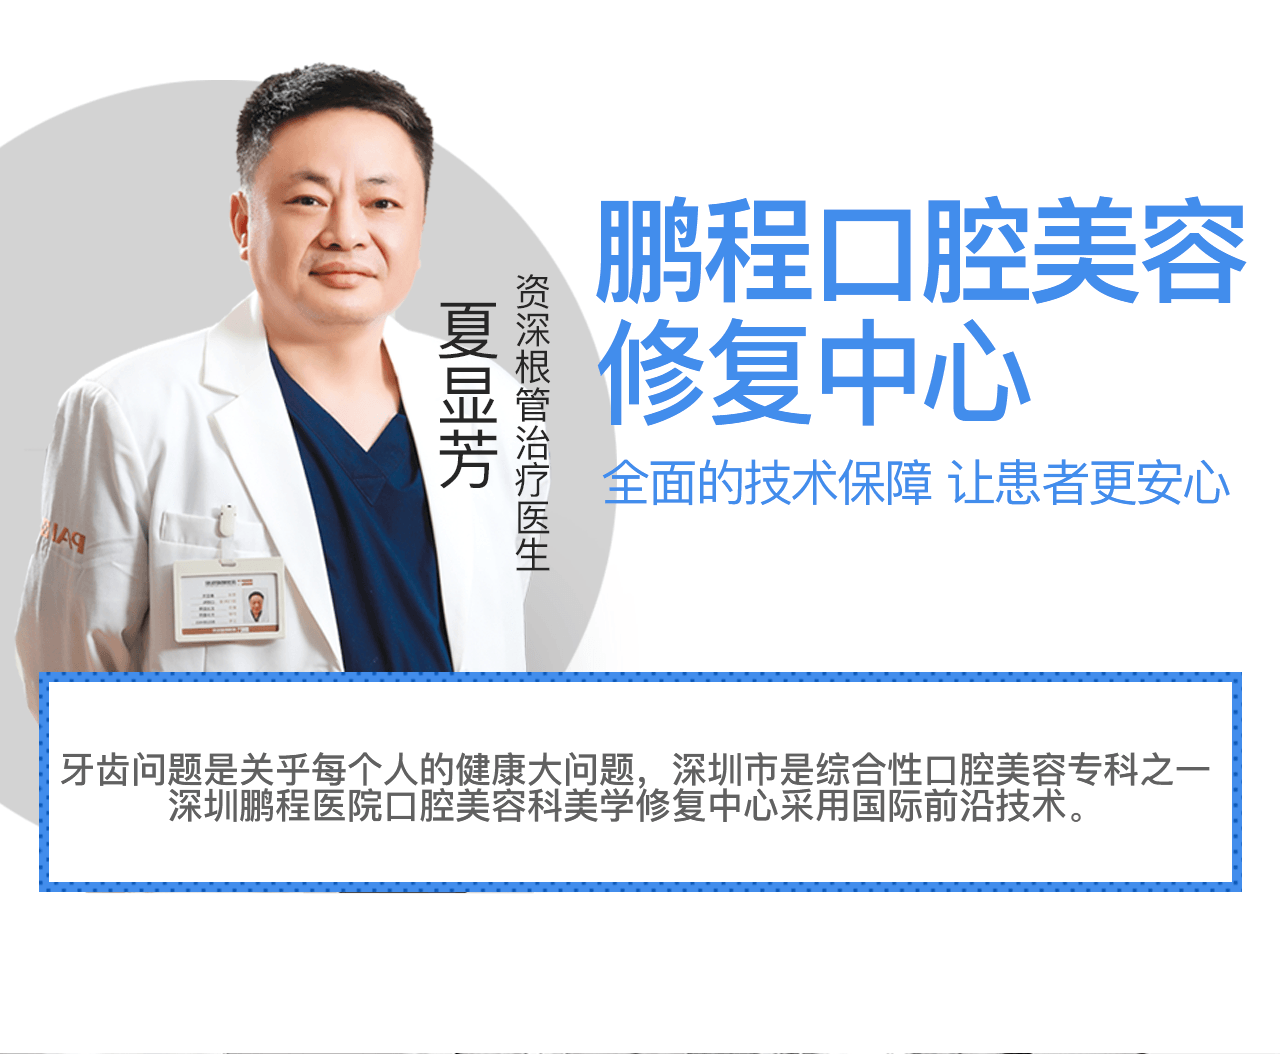 鹏程口腔美容
修复中心
全面的技术保障 让患者更安心
资深根管治疗医生
夏显芳
牙齿问题是关乎每个人的健康大问题，深圳市是综合性口腔美容专科之一
深圳鹏程医院口腔美容科美学修复中心采用国际前沿技术。